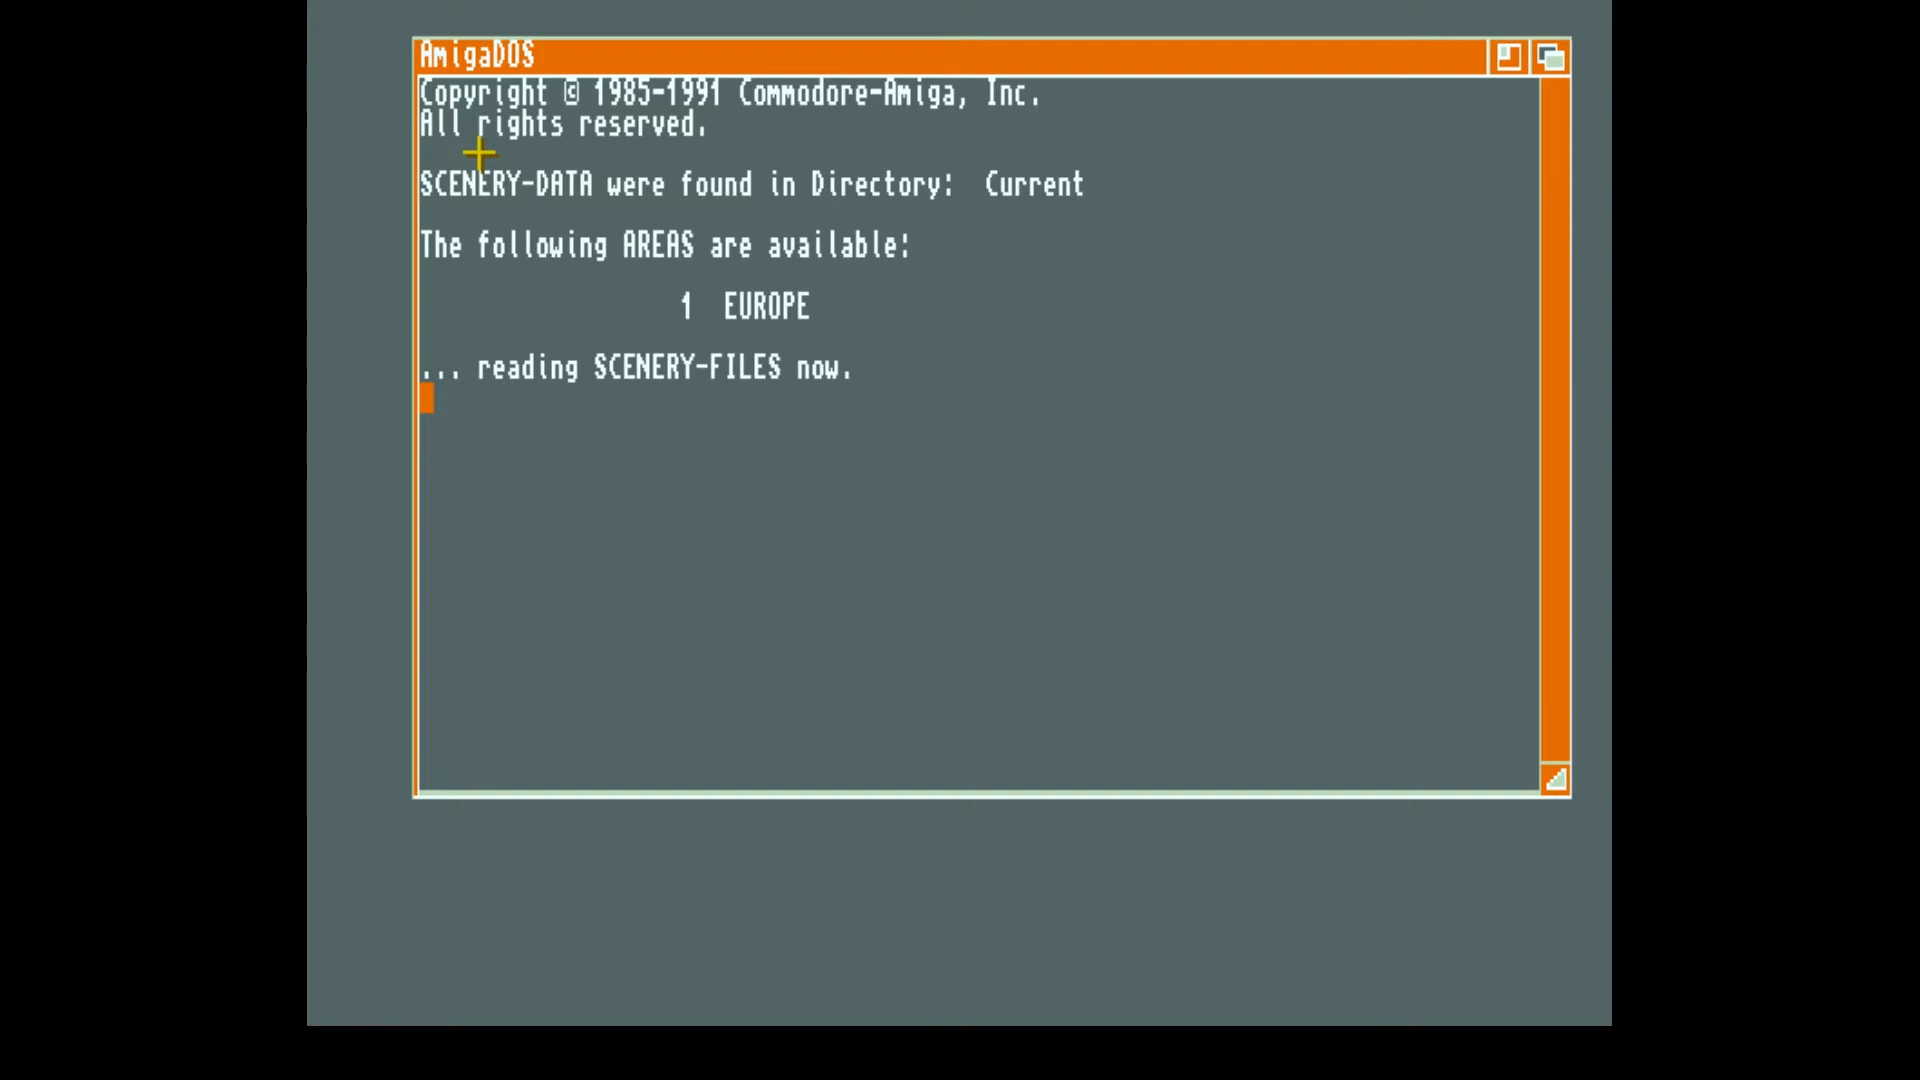 AmigaDOS
Copyright © 1985-1991 Commodore-Amiga, Inc.
All rights reserved.
SCENERY-DATA were found in Directory:  Current
The following AREAS are available:
1  EUROPE
... reading SCENERY-FILES now.